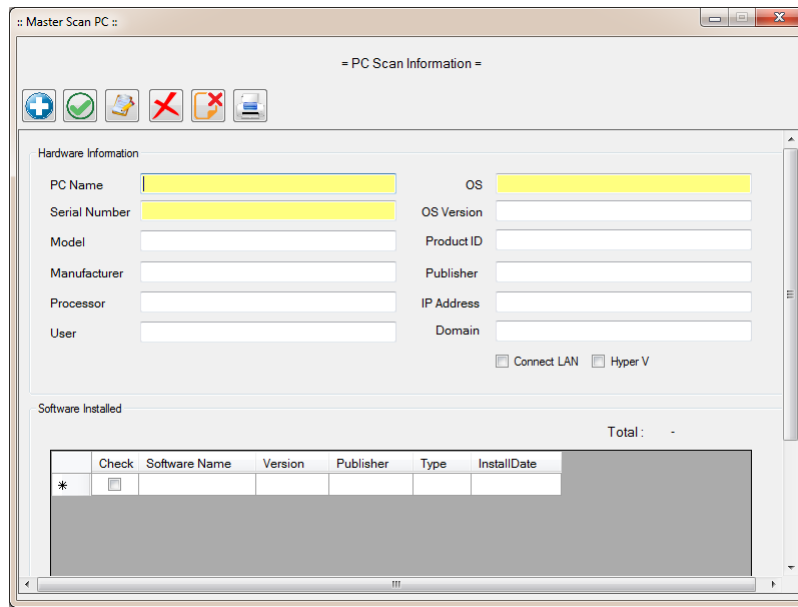 :: Master Scan PC ::
= PC Scan Information =
Hardware Information
PC Name
OS
Serial Number
OS Version
Model
Product ID
Manufacturer
Publisher
Processor
IP Address
User
Domain
Connect LAN Hyper V
Software Installed
Total : -
Check Software Name Version Publisher Type InstallDate